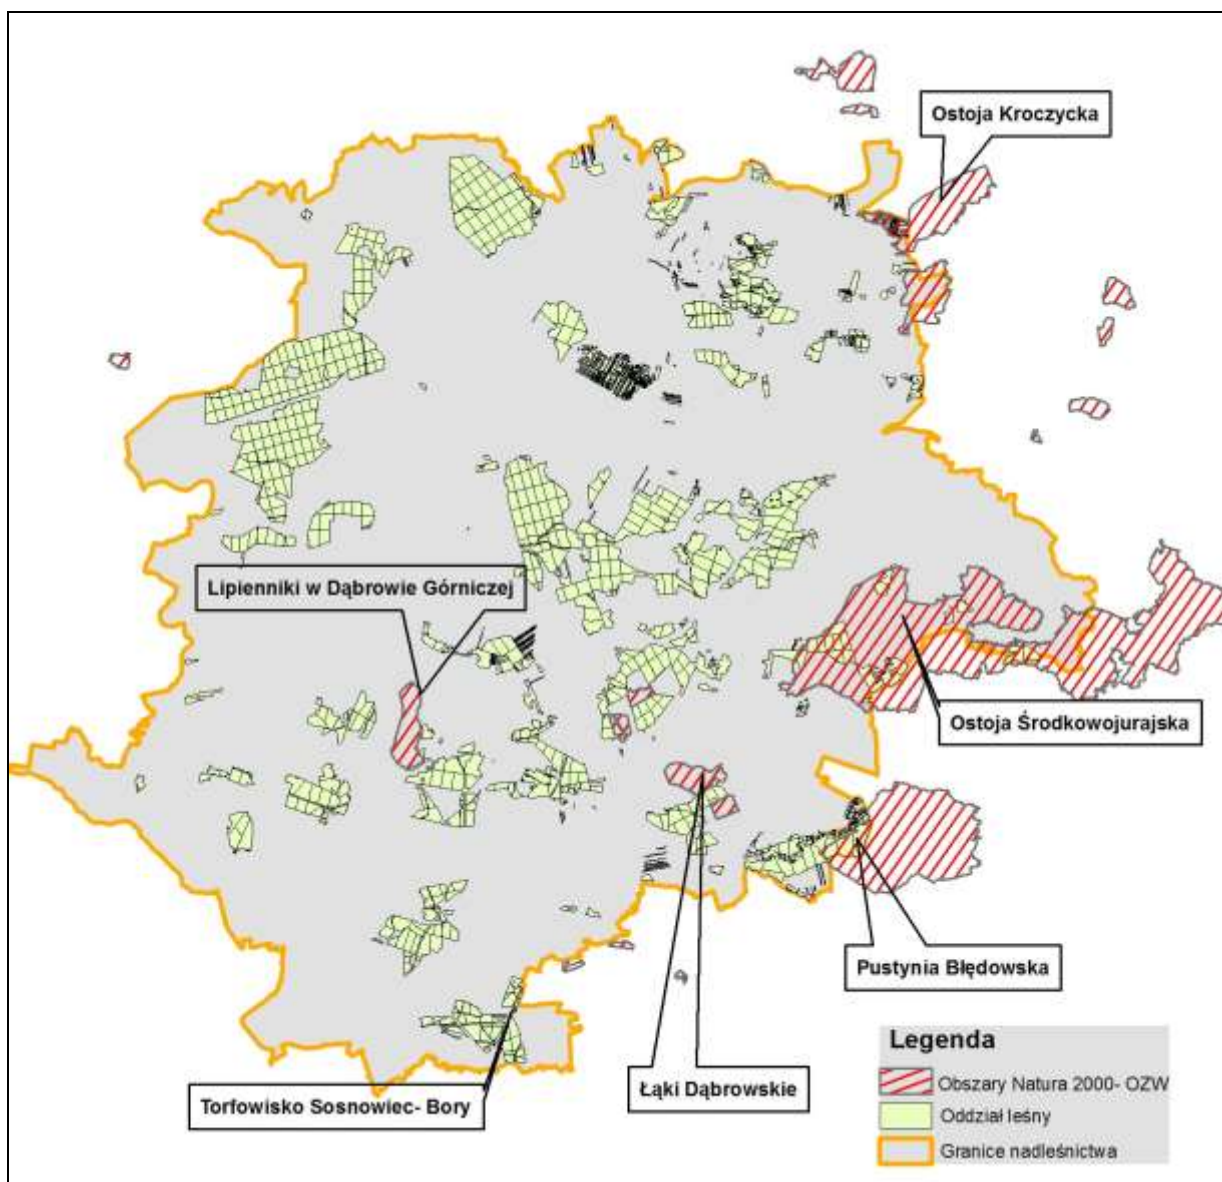 Ostoja Kroczycka
Lipienniki w Dąbrowie Górniczej
Ostoja Środkowojurajska
Pustynia Błędowska
Łąki Dąbrowskie
Torfowisko Sosnowiec- Bory
Legenda
Obszary Natura 2000- OZW
Oddział leśny
Granice nadleśnictwa